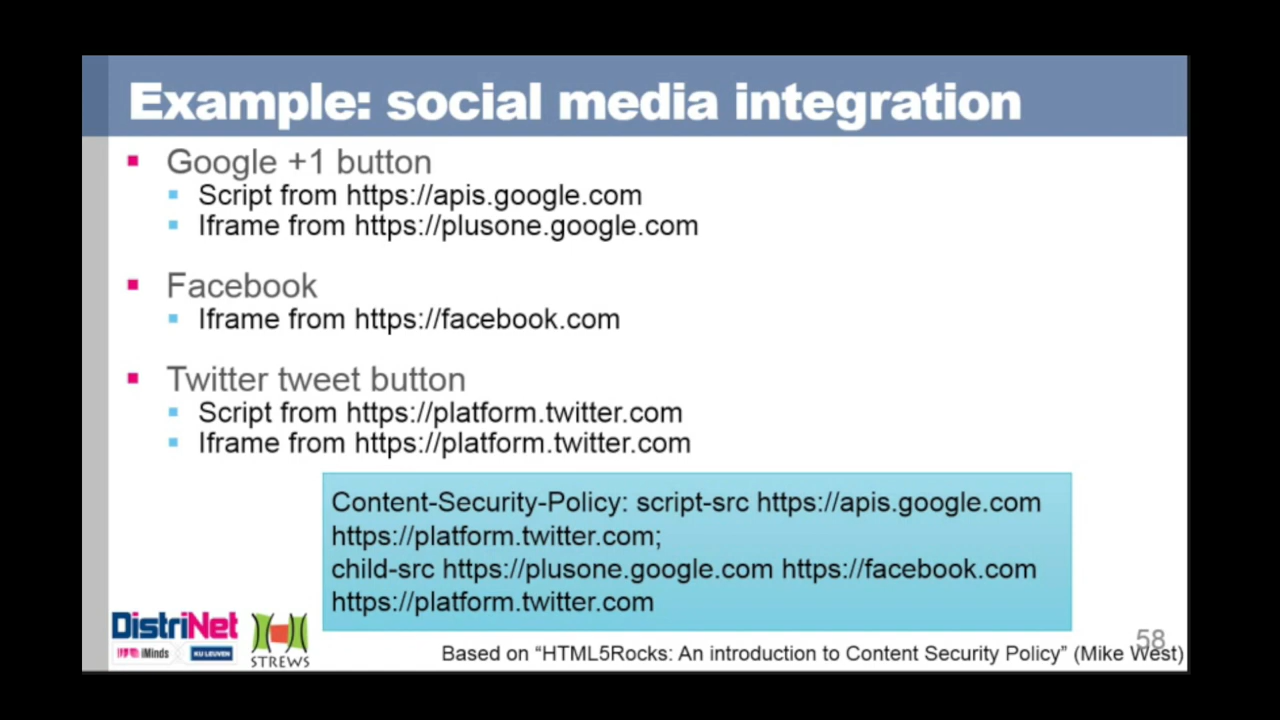 Example: social media integration
Google +1 button
Script from https://apis.google.com
Iframe from https://plusone.google.com
Facebook
Iframe from https://facebook.com
Twitter tweet button
Script from https://platform.twitter.com
Iframe from https://platform.twitter.com
Content-Security-Policy: script-src https://apis.google.com
https://platform.twitter.com;
child-src https://plusone.google.com https://facebook.com
https://platform.twitter.com
DistriNet
iMinds KU LEUVEN
STREWS
58
Based on “HTML5Rocks: An introduction to Content Security Policy” (Mike West)